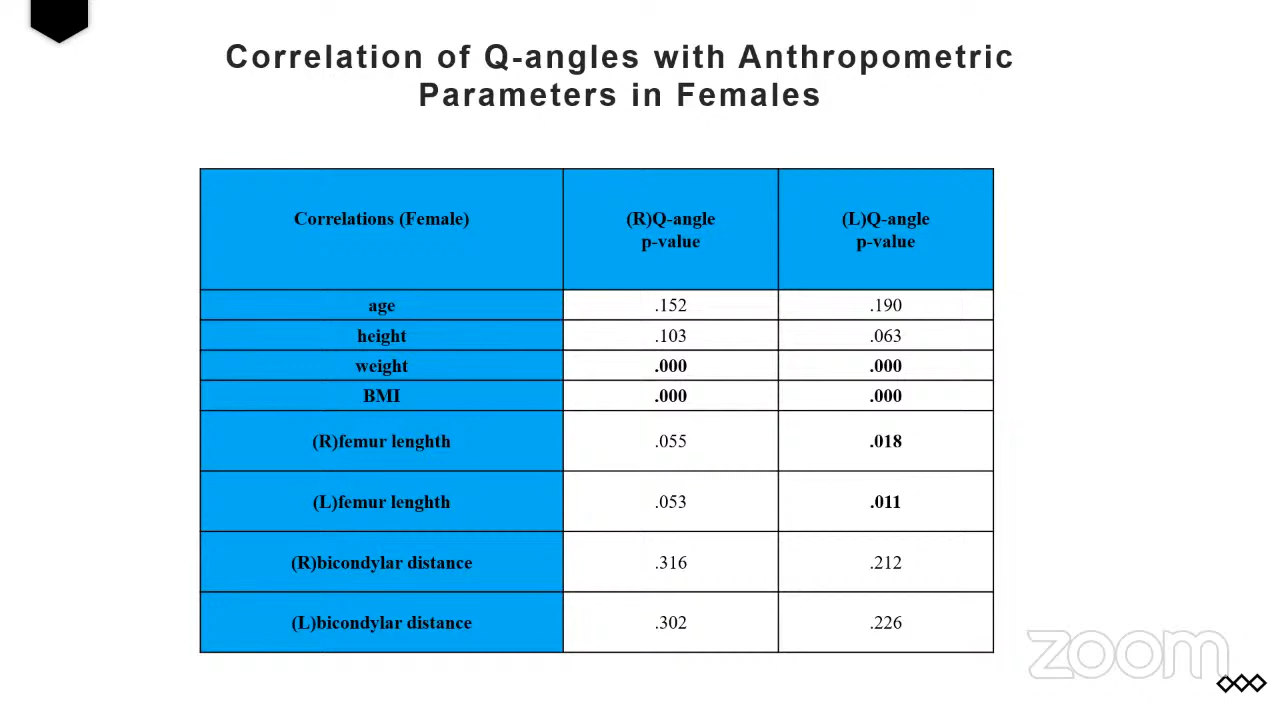 Correlation of Q-angles with Anthropometric
Parameters in Females
Correlations (Female) (R)Q-angle (L)Q-angle
p-value p-value
age .152 .190
height .103 .063
weight .000 .000
BMI .000 .000
(R)femur lenghth .055 .018
(L)femur lenghth .053 .011
(R)bicondylar distance .316 .212
(L)bicondylar distance .302 .226
zoom